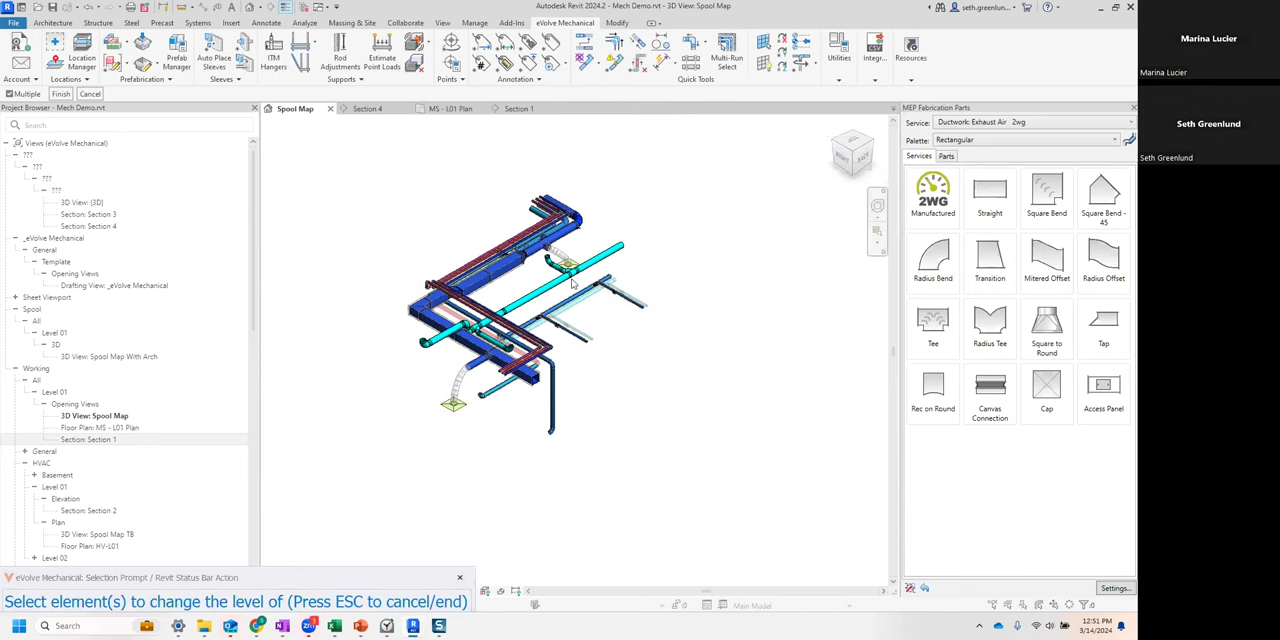 Autodesk Revit 2024.2 - Mech Demo.rvt - 3D View: Spool Map
seth.greenlun...
File Architecture Structure Steel Precast Systems Insert Annotate Analyze Massing & Site Collaborate View Manage Add-Ins eVolve Mechanical Modify
Location Manager
Prefab Manager
Auto Place Sleeves
ITM Hangers
Rod Adjustments
Estimate Point Loads
Multi-Run Select
Utilities
Integr...
Resources
Account Locations Prefabrication Sleeves Supports Points Annotation Quick Tools
Multiple Finish Cancel
Project Browser - Mech Demo.rvt
Search
Views (eVolve Mechanical)
???
???
???
???
3D View: {3D}
Section: Section 3
Section: Section 4
_eVolve Mechanical
General
Template
Opening Views
Drafting View: _eVolve Mechanical
Sheet Viewport
Spool
All
Level 01
3D
3D View: Spool Map With Arch
Working
All
Level 01
Opening Views
3D View: Spool Map
Floor Plan: MS - L01 Plan
Section: Section 1
General
HVAC
Basement
Level 01
Elevation
Section: Section 2
Plan
3D View: Spool Map TB
Floor Plan: HV-L01
Level 02
Spool Map Section 4 MS - L01 Plan Section 1
RIGHT BACK
MEP Fabrication Parts
Service: Ductwork: Exhaust Air 2wg
Palette: Rectangular
Services Parts
2WG
Manufactured Straight Square Bend Square Bend - 45
Radius Bend Transition Mitered Offset Radius Offset
Tee Radius Tee Square to Round Tap
Rec on Round Canvas Connection Cap Access Panel
Settings...
eVolve Mechanical: Selection Prompt / Revit Status Bar Action
Select element(s) to change the level of (Press ESC to cancel/end)
Main Model
Search
12:51 PM
3/14/2024
Marina Lucier
Marina Lucier
Seth Greenlund
Seth Greenlund